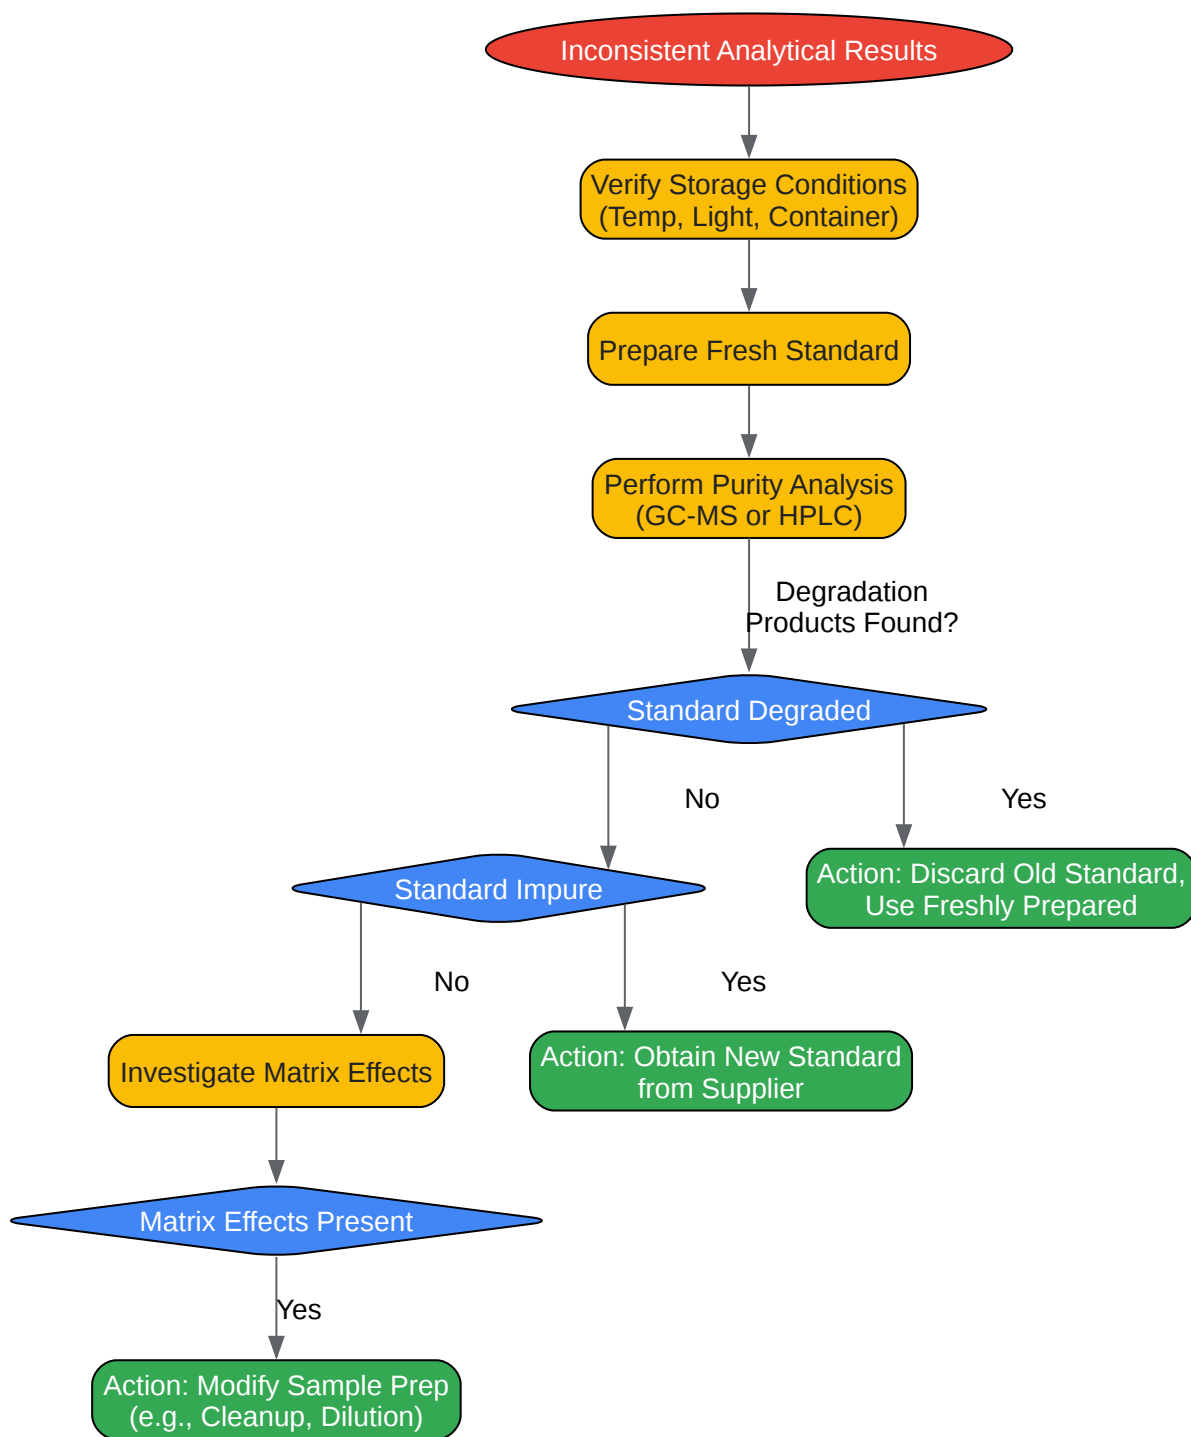 Inconsistent Analytical Results
Verify Storage Conditions
(Temp, Light, Container)
Prepare Fresh Standard
Perform Purity Analysis
(GC-MS or HPLC)
Degradation
Products Found?
Standard Degraded
No
Yes
Action: Discard Old Standard,
Use Freshly Prepared
Standard Impure
No
Yes
Investigate Matrix Effects
Action: Obtain New Standard
from Supplier
Matrix Effects Present
Yes
Action: Modify Sample Prep
(e.g., Cleanup, Dilution)